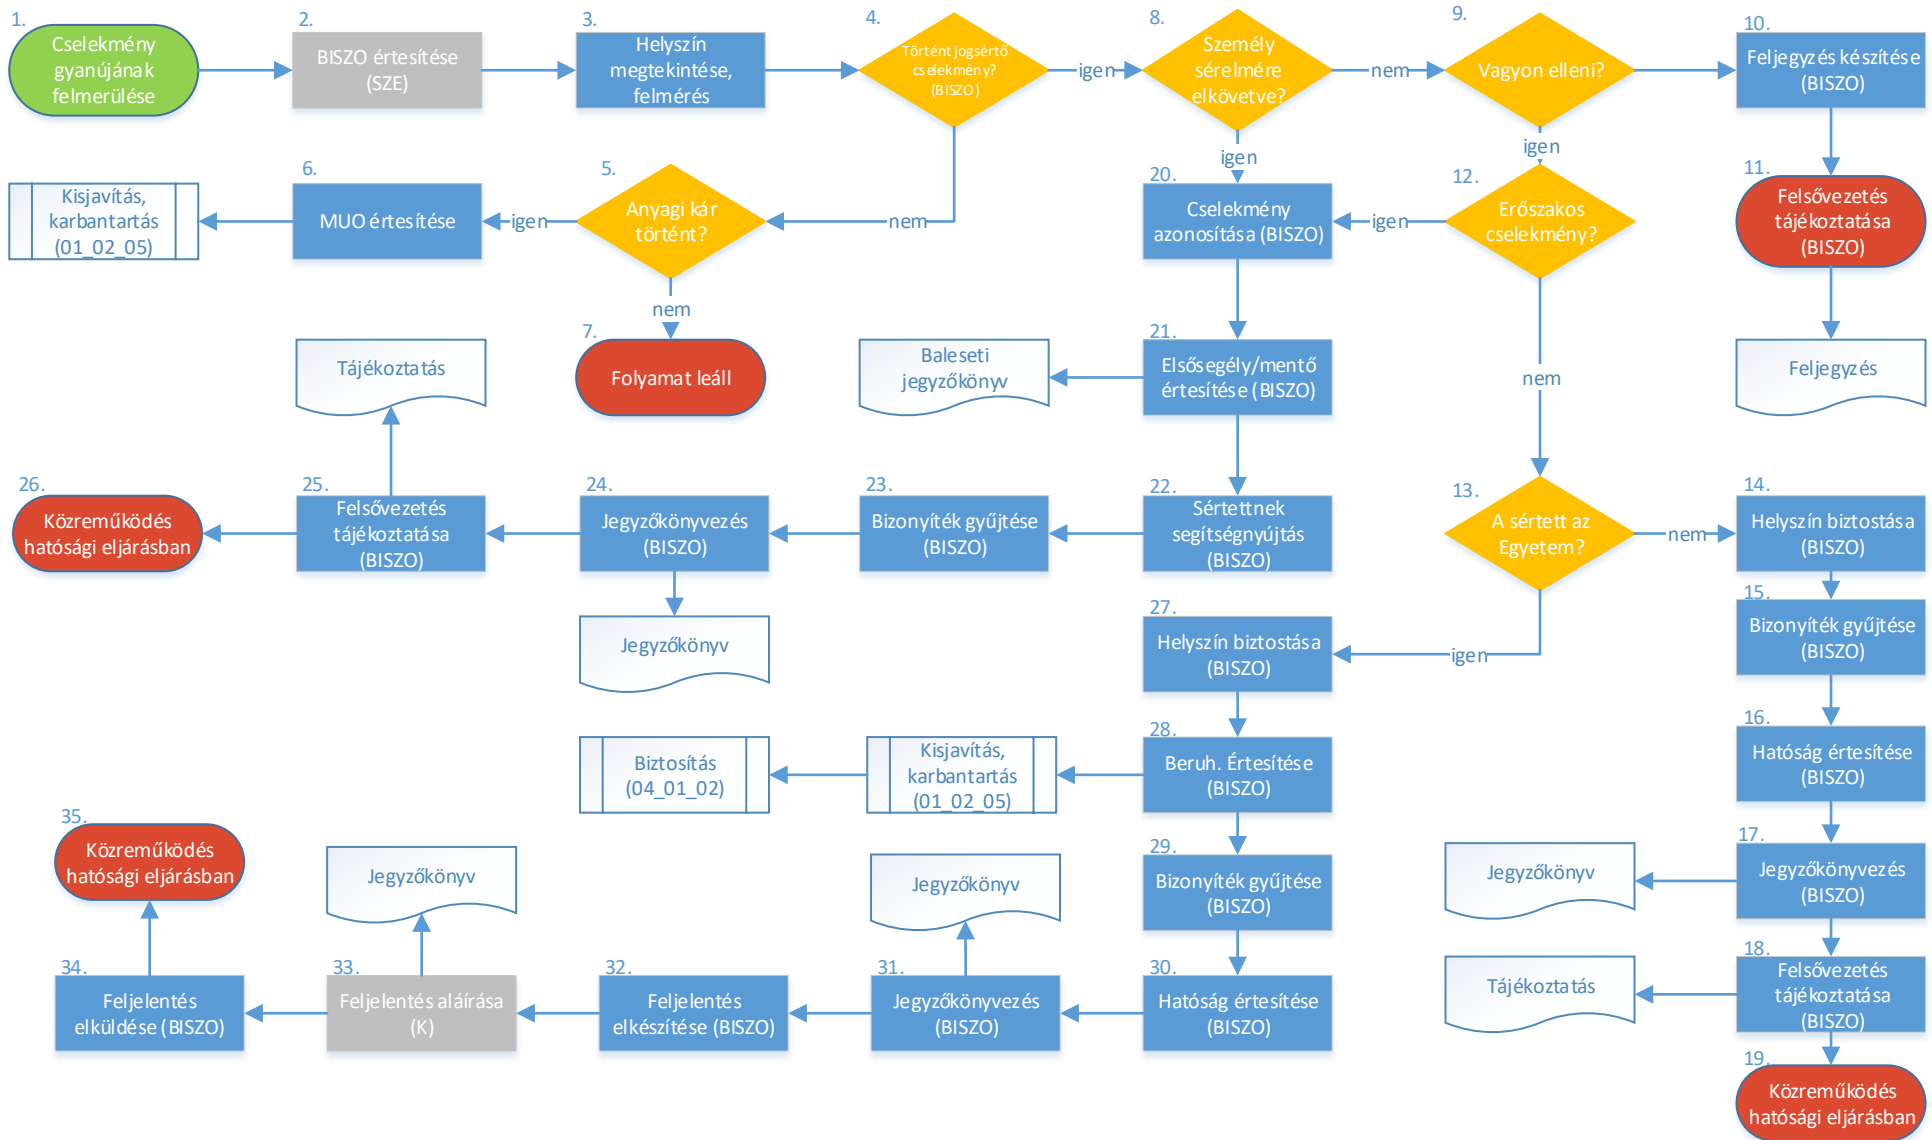 1.
Cselekmény
gyanújának
felmerülése
2.
BISZO értesítése
(SZE)
3.
Helyszín
megtekintése,
felmérés
4.
Történt jogsértő
cselekmény?
(BISZO)
igen
nem
8.
Személy
sérelmére
elkövetve?
nem
igen
9.
Vagyon elleni?
igen
10.
Feljegyzés készítése
(BISZO)
11.
Felsővezetés
tájékoztatása
(BISZO)
Feljegyzés
5.
Anyagi kár
történt?
igen
nem
6.
MUO értesítése
Kisjavítás,
karbantartás
(01_02_05)
7.
Folyamat leáll
12.
Erőszakos
cselekmény?
igen
nem
20.
Cselekmény
azonosítása (BISZO)
21.
Elsősegély/mentő
értesítése (BISZO)
Baleseti
jegyzőkönyv
22.
Sértettnek
segítségnyújtás
(BISZO)
23.
Bizonyíték gyűjtése
(BISZO)
24.
Jegyzőkönyvezés
(BISZO)
Jegyzőkönyv
25.
Felsővezetés
tájékoztatása
(BISZO)
Tájékoztatás
26.
Közreműködés
hatósági eljárásban
13.
A sértett az
Egyetem?
nem
igen
14.
Helyszín biztostása
(BISZO)
15.
Bizonyíték gyűjtése
(BISZO)
16.
Hatóság értesítése
(BISZO)
17.
Jegyzőkönyvezés
(BISZO)
Jegyzőkönyv
18.
Felsővezetés
tájékoztatása
(BISZO)
Tájékoztatás
19.
Közreműködés
hatósági eljárásban
27.
Helyszín biztostása
(BISZO)
28.
Beruh. Értesítése
(BISZO)
Kisjavítás,
karbantartás
(01_02_05)
Biztosítás
(04_01_02)
29.
Bizonyíték gyűjtése
(BISZO)
30.
Hatóság értesítése
(BISZO)
31.
Jegyzőkönyvezés
(BISZO)
Jegyzőkönyv
32.
Feljelentés
elkészítése (BISZO)
33.
Feljelentés aláírása
(K)
Jegyzőkönyv
34.
Feljelentés
elküldése (BISZO)
35.
Közreműködés
hatósági eljárásban